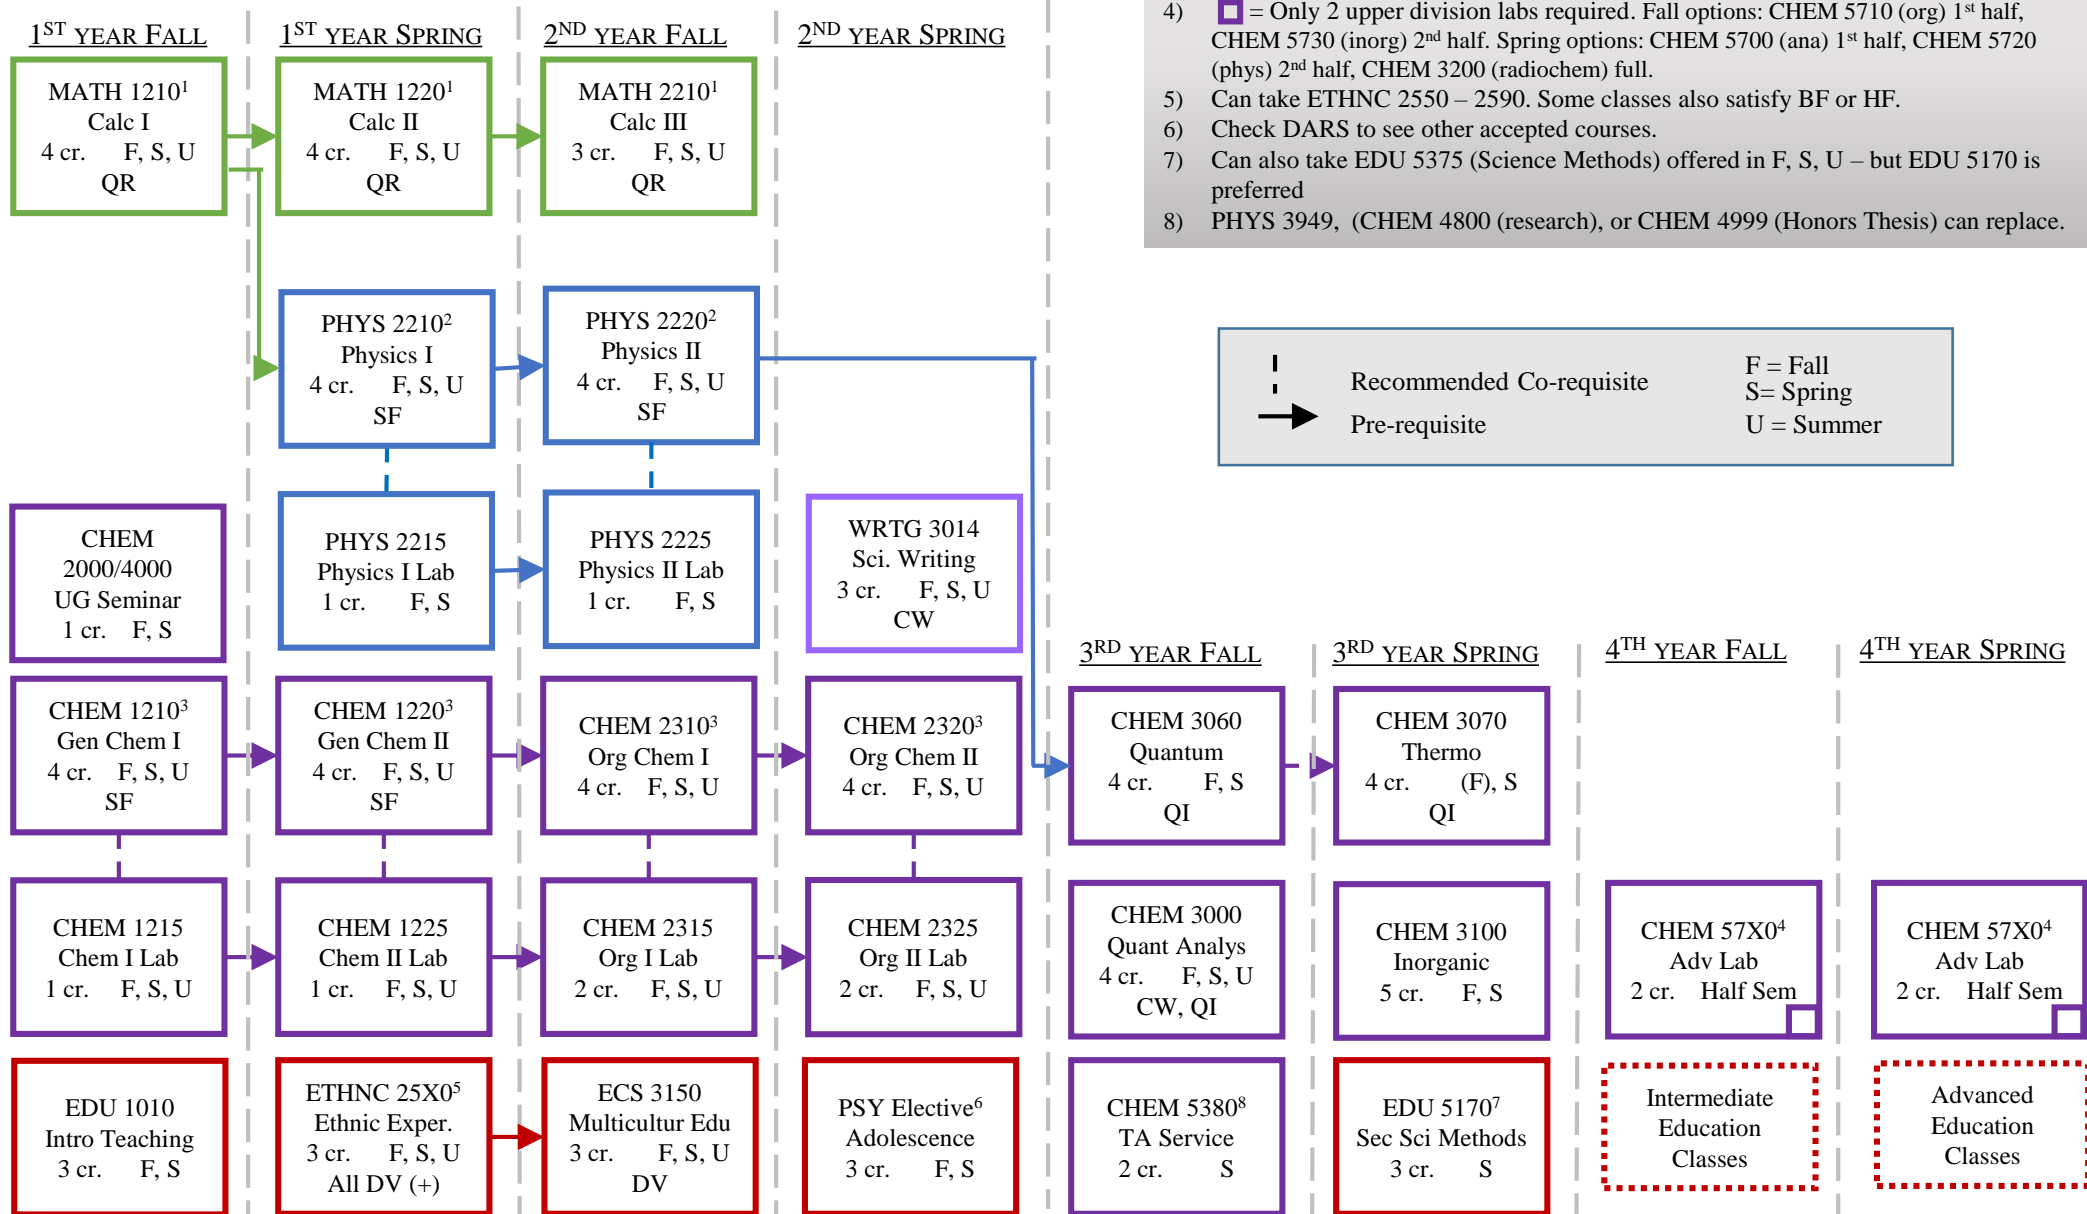 1ST YEAR FALL
1ST YEAR SPRING
2ND YEAR FALL
2ND YEAR SPRING
4) = Only 2 upper division labs required. Fall options: CHEM 5710 (org) 1st half,
CHEM 5730 (inorg) 2nd half. Spring options: CHEM 5700 (ana) 1st half, CHEM 5720
(phys) 2nd half, CHEM 3200 (radiochem) full.
5) Can take ETHNC 2550 – 2590. Some classes also satisfy BF or HF.
6) Check DARS to see other accepted courses.
7) Can also take EDU 5375 (Science Methods) offered in F, S, U – but EDU 5170 is
preferred
8) PHYS 3949, (CHEM 4800 (research), or CHEM 4999 (Honors Thesis) can replace.
MATH 1210¹
Calc I
4 cr. F, S, U
QR
MATH 1220¹
Calc II
4 cr. F, S, U
QR
MATH 2210¹
Calc III
3 cr. F, S, U
QR
PHYS 2210²
Physics I
4 cr. F, S, U
SF
PHYS 2220²
Physics II
4 cr. F, S, U
SF
Recommended Co-requisite
Pre-requisite
F = Fall
S= Spring
U = Summer
CHEM
2000/4000
UG Seminar
1 cr. F, S
PHYS 2215
Physics I Lab
1 cr. F, S
PHYS 2225
Physics II Lab
1 cr. F, S
WRTG 3014
Sci. Writing
3 cr. F, S, U
CW
3RD YEAR FALL
3RD YEAR SPRING
4TH YEAR FALL
4TH YEAR SPRING
CHEM 1210³
Gen Chem I
4 cr. F, S, U
SF
CHEM 1220³
Gen Chem II
4 cr. F, S, U
SF
CHEM 2310³
Org Chem I
4 cr. F, S, U
CHEM 2320³
Org Chem II
4 cr. F, S, U
CHEM 3060
Quantum
4 cr. F, S
QI
CHEM 3070
Thermo
4 cr. (F), S
QI
CHEM 1215
Chem I Lab
1 cr. F, S, U
CHEM 1225
Chem II Lab
1 cr. F, S, U
CHEM 2315
Org I Lab
2 cr. F, S, U
CHEM 2325
Org II Lab
2 cr. F, S, U
CHEM 3000
Quant Analys
4 cr. F, S, U
CW, QI
CHEM 3100
Inorganic
5 cr. F, S
CHEM 57X0⁴
Adv Lab
2 cr. Half Sem
CHEM 57X0⁴
Adv Lab
2 cr. Half Sem
EDU 1010
Intro Teaching
3 cr. F, S
ETHNC 25X0⁵
Ethnic Exper.
3 cr. F, S, U
All DV (+)
ECS 3150
Multicultur Edu
3 cr. F, S, U
DV
PSY Elective⁶
Adolescence
3 cr. F, S
CHEM 5380⁸
TA Service
2 cr. S
EDU 5170⁷
Sec Sci Methods
3 cr. S
Intermediate
Education
Classes
Advanced
Education
Classes